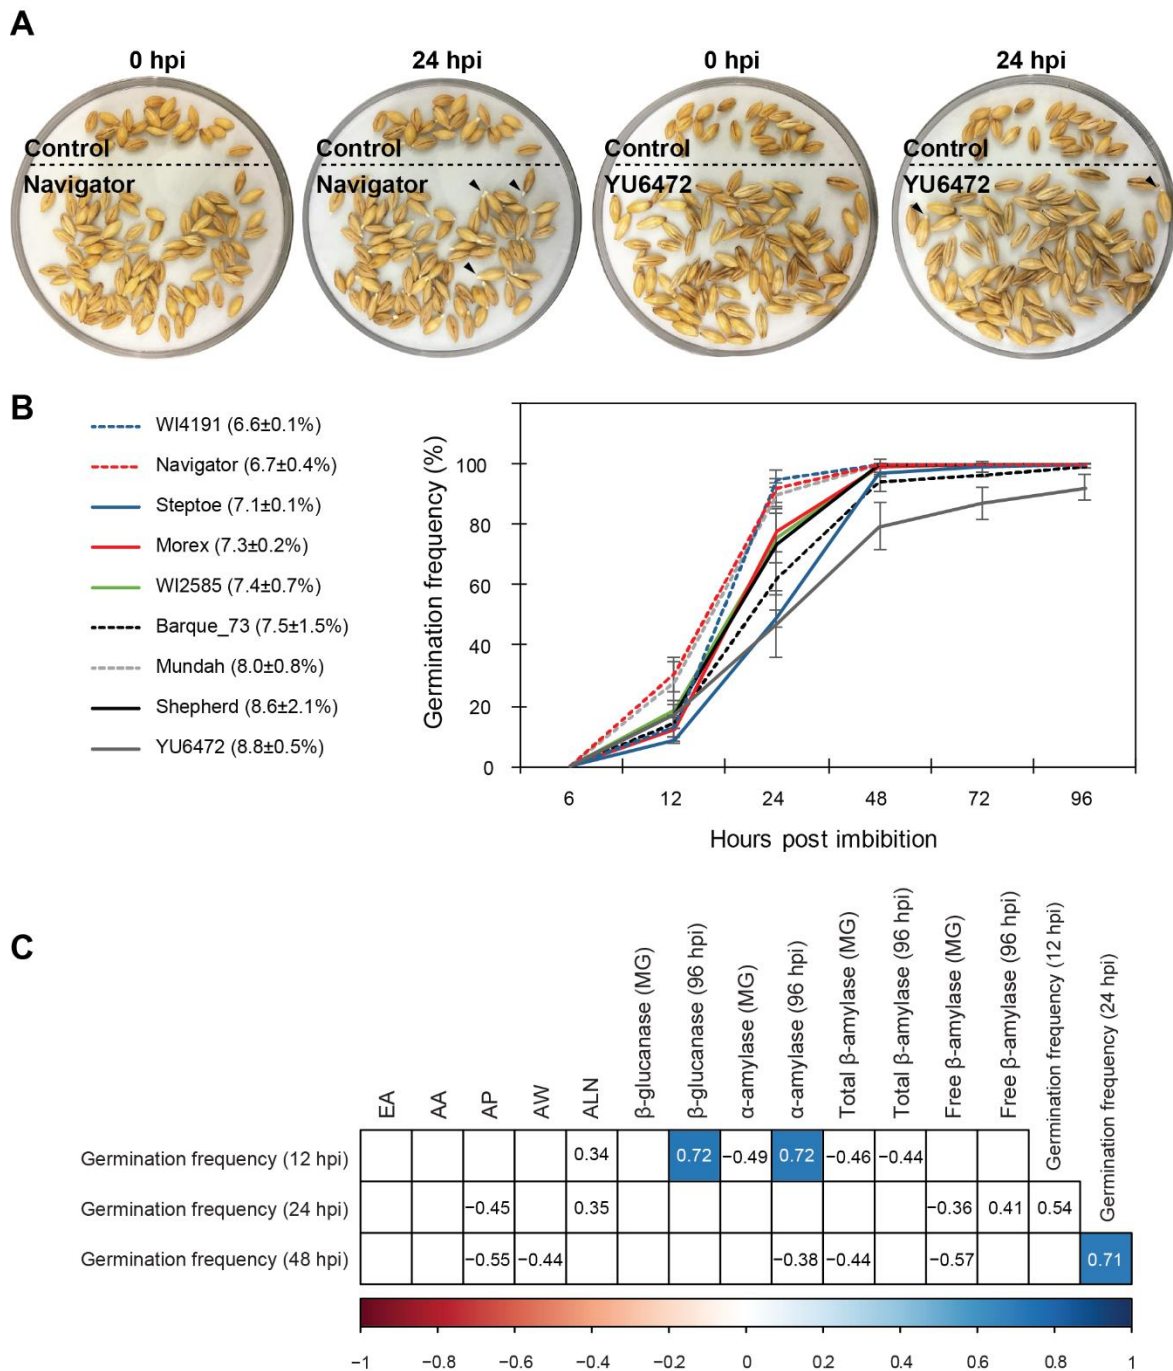 A
0 hpi
24 hpi
0 hpi
24 hpi
Control
Navigator
Control
Navigator
Control
YU6472
Control
YU6472
B
WI4191 (6.6±0.1%)
Navigator (6.7±0.4%)
Steptoe (7.1±0.1%)
Morex (7.3±0.2%)
WI2585 (7.4±0.7%)
Barque_73 (7.5±1.5%)
Mundah (8.0±0.8%)
Shepherd (8.6±2.1%)
YU6472 (8.8±0.5%)
Germination frequency (%)
100
80
60
40
20
0
6 12 24 48 72 96
Hours post imbibition
C
EA
AA
AP
AW
ALN
β-glucanase (MG)
β-glucanase (96 hpi)
α-amylase (MG)
α-amylase (96 hpi)
Total β-amylase (MG)
Total β-amylase (96 hpi)
Free β-amylase (MG)
Free β-amylase (96 hpi)
Germination frequency (12 hpi)
Germination frequency (24 hpi)
Germination frequency (12 hpi) 0.34 0.72 −0.49 0.72 −0.46 −0.44
Germination frequency (24 hpi) −0.45 0.35 −0.36 0.41 0.54
Germination frequency (48 hpi) −0.55 −0.44 −0.38 −0.44 −0.57 0.71
−1 −0.8 −0.6 −0.4 −0.2 0 0.2 0.4 0.6 0.8 1